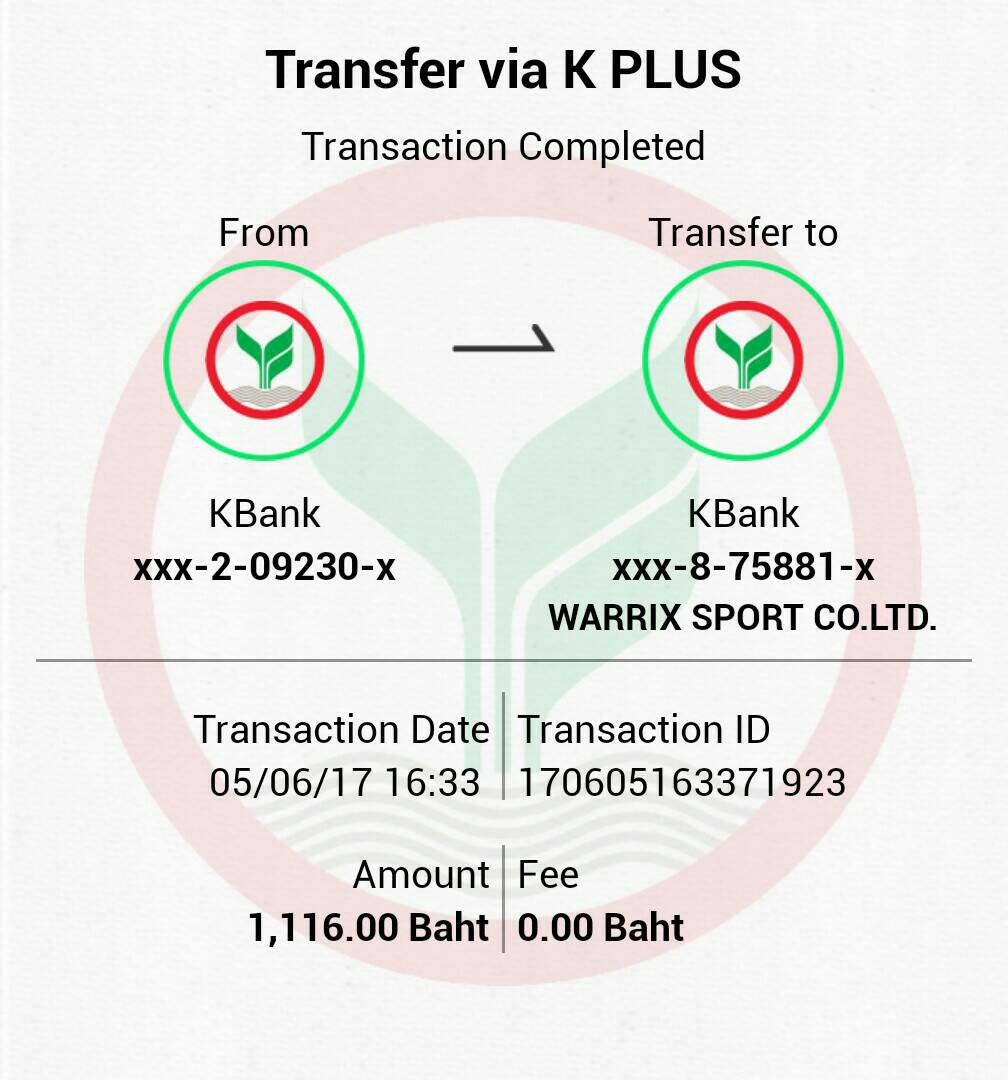 Transfer via K PLUS
Transaction Completed
From
Transfer to
KBank
xxx-2-09230-x
KBank
xxx-8-75881-x
WARRIX SPORT CO.LTD.
Transaction Date
05/06/17 16:33
Transaction ID
170605163371923
Amount
1,116.00 Baht
Fee
0.00 Baht